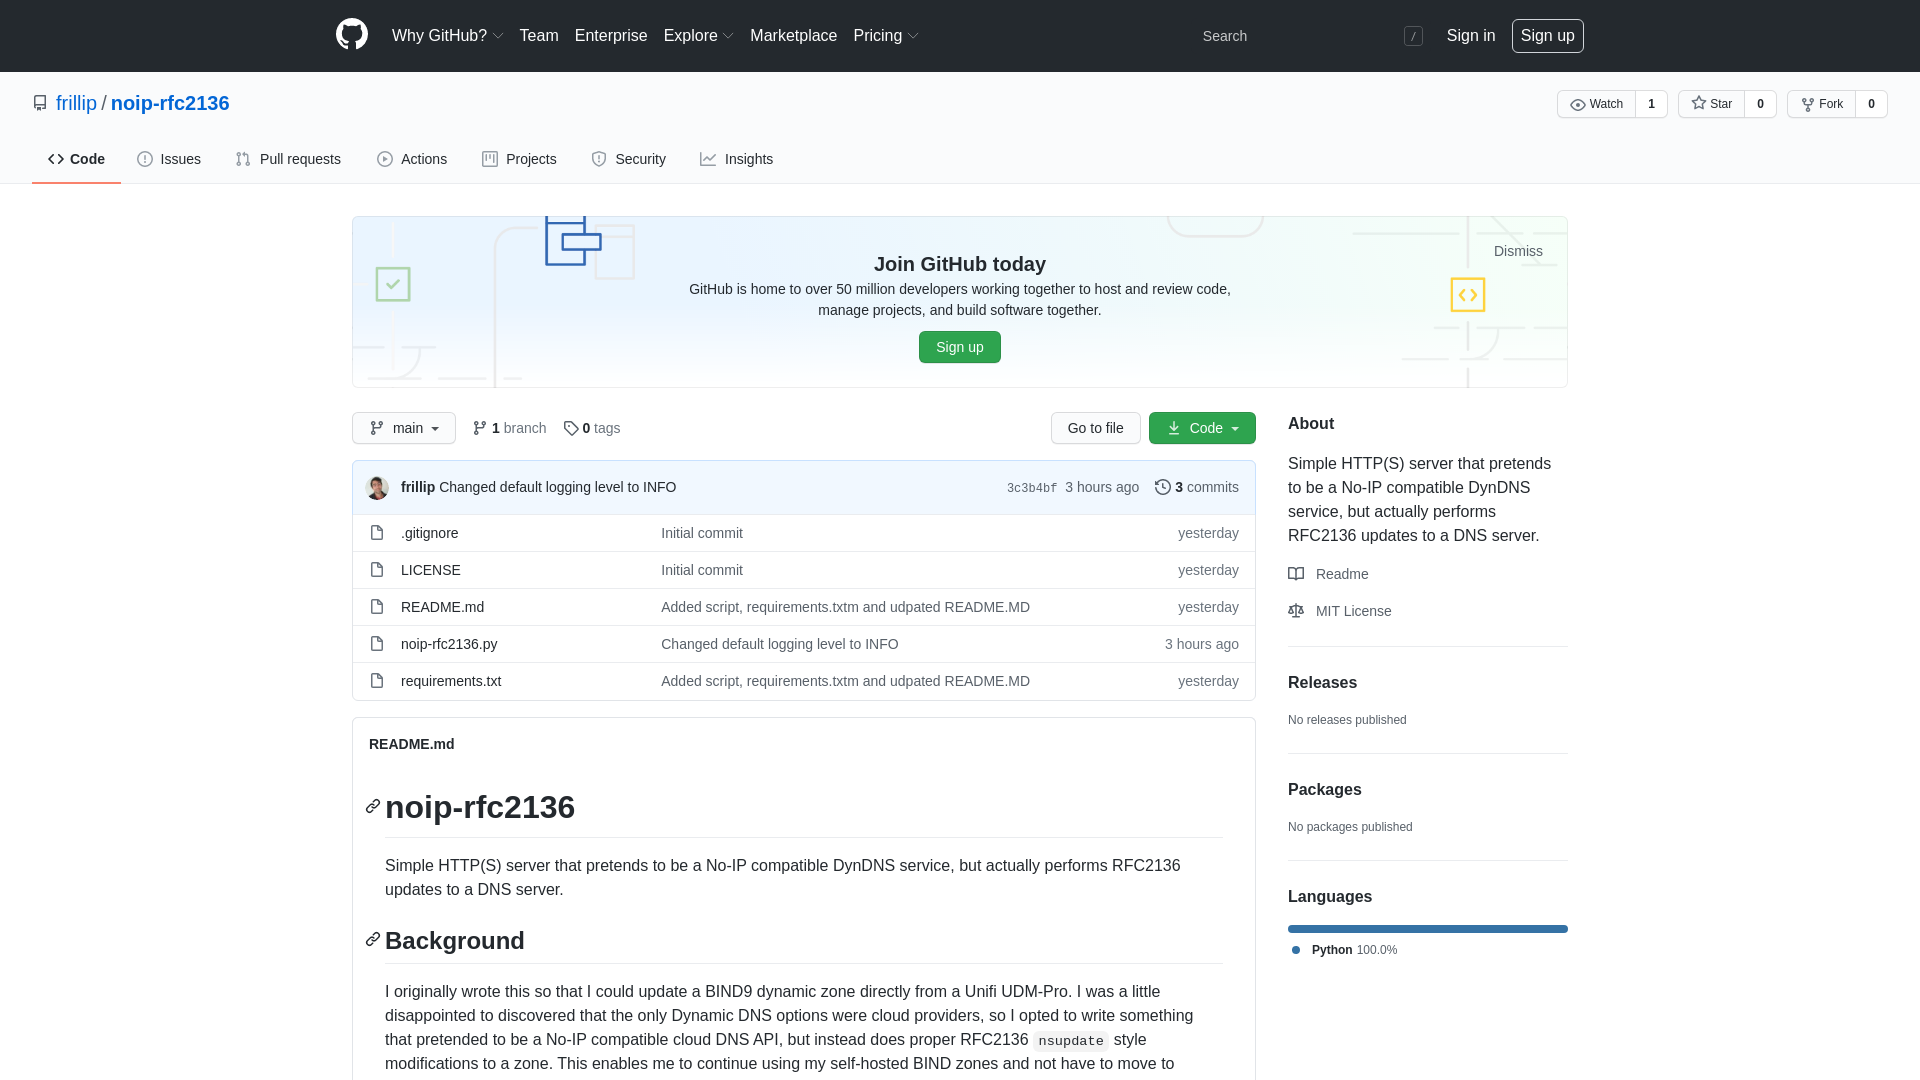 Why GitHub? Team Enterprise Explore Marketplace Pricing Search / Sign in Sign up
frillip / noip-rfc2136 Watch 1 Star 0 Fork 0
Code Issues Pull requests Actions Projects Security Insights
Dismiss
Join GitHub today
GitHub is home to over 50 million developers working together to host and review code,
manage projects, and build software together.
Sign up
main 1 branch 0 tags Go to file Code
frillip Changed default logging level to INFO 3c3b4bf 3 hours ago 3 commits
.gitignore Initial commit yesterday
LICENSE Initial commit yesterday
README.md Added script, requirements.txtm and udpated README.MD yesterday
noip-rfc2136.py Changed default logging level to INFO 3 hours ago
requirements.txt Added script, requirements.txtm and udpated README.MD yesterday
README.md
noip-rfc2136
Simple HTTP(S) server that pretends to be a No-IP compatible DynDNS service, but actually performs RFC2136
updates to a DNS server.
Background
I originally wrote this so that I could update a BIND9 dynamic zone directly from a Unifi UDM-Pro. I was a little
disappointed to discovered that the only Dynamic DNS options were cloud providers, so I opted to write something
that pretended to be a No-IP compatible cloud DNS API, but instead does proper RFC2136 nsupdate style
modifications to a zone. This enables me to continue using my self-hosted BIND zones and not have to move to
About
Simple HTTP(S) server that pretends
to be a No-IP compatible DynDNS
service, but actually performs
RFC2136 updates to a DNS server.
Readme
MIT License
Releases
No releases published
Packages
No packages published
Languages
Python 100.0%